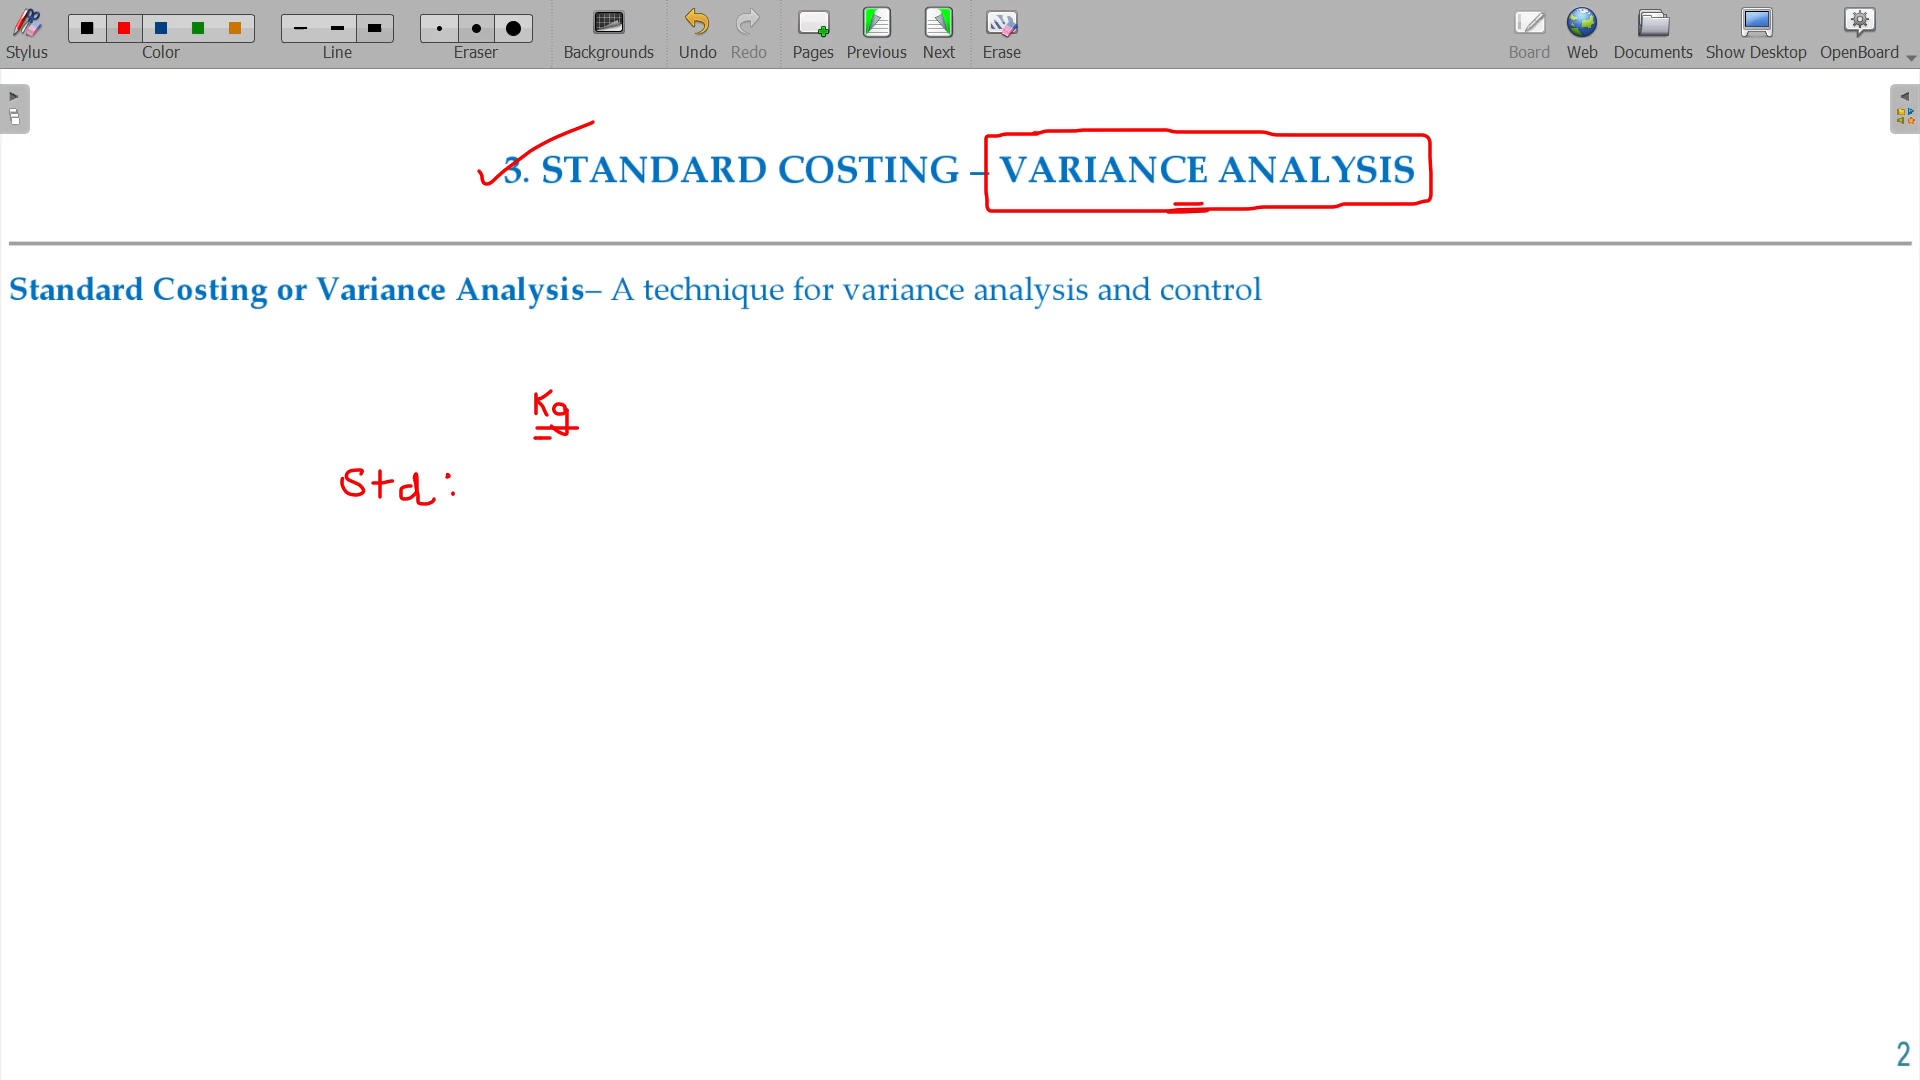 Stylus Color Line Eraser Backgrounds Undo Redo Pages Previous Next Erase Board Web Documents Show Desktop OpenBoard
3. STANDARD COSTING – VARIANCE ANALYSIS
Standard Costing or Variance Analysis– A technique for variance analysis and control
Kg
Std :
2